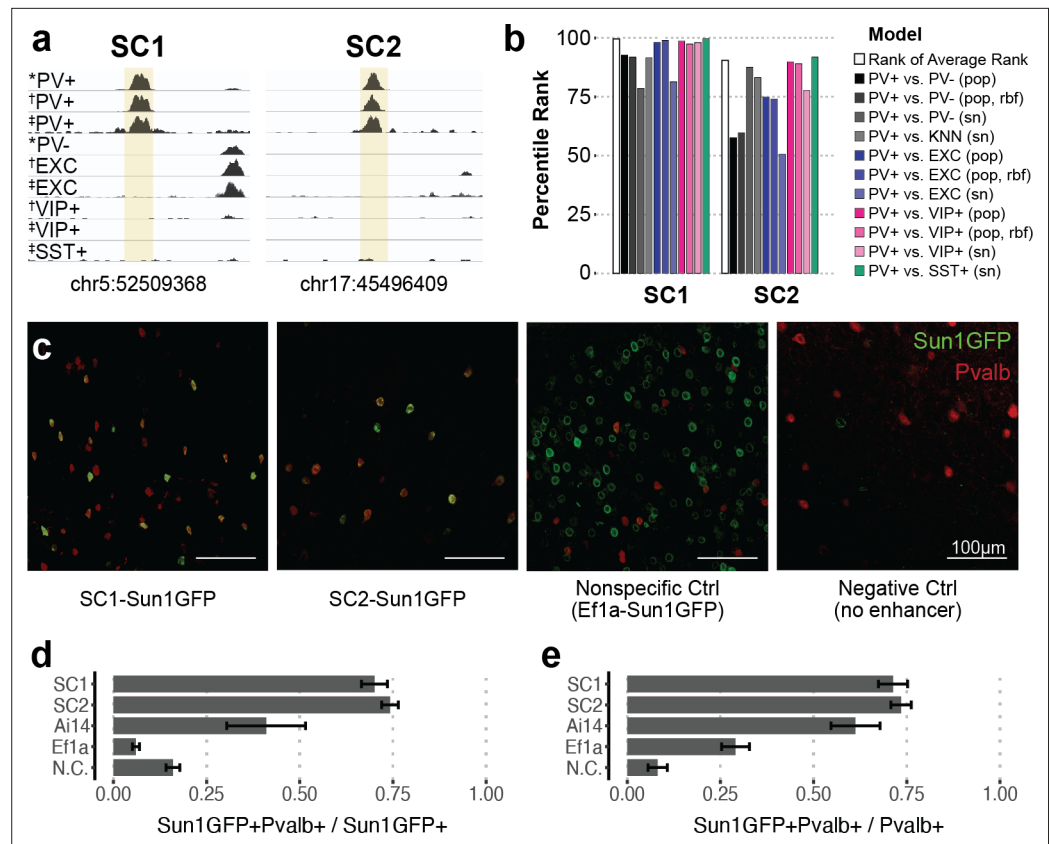 a
SC1
SC2
*PV+
†PV+
‡PV+
*PV-
†EXC
‡EXC
†VIP+
‡VIP+
‡SST+
chr5:52509368
chr17:45496409
b
Percentile Rank
100
75
50
25
0
SC1
SC2
Model
Rank of Average Rank
PV+ vs. PV- (pop)
PV+ vs. PV- (pop, rbf)
PV+ vs. PV- (sn)
PV+ vs. KNN (sn)
PV+ vs. EXC (pop)
PV+ vs. EXC (pop, rbf)
PV+ vs. EXC (sn)
PV+ vs. VIP+ (pop)
PV+ vs. VIP+ (pop, rbf)
PV+ vs. VIP+ (sn)
PV+ vs. SST+ (sn)
c
Sun1GFP
Pvalb
100µm
SC1-Sun1GFP
SC2-Sun1GFP
Nonspecific Ctrl
(Ef1a-Sun1GFP)
Negative Ctrl
(no enhancer)
d
SC1
SC2
Ai14
Ef1a
N.C.
0.00
0.25
0.50
0.75
1.00
Sun1GFP+Pvalb+ / Sun1GFP+
e
SC1
SC2
Ai14
Ef1a
N.C.
0.00
0.25
0.50
0.75
1.00
Sun1GFP+Pvalb+ / Pvalb+